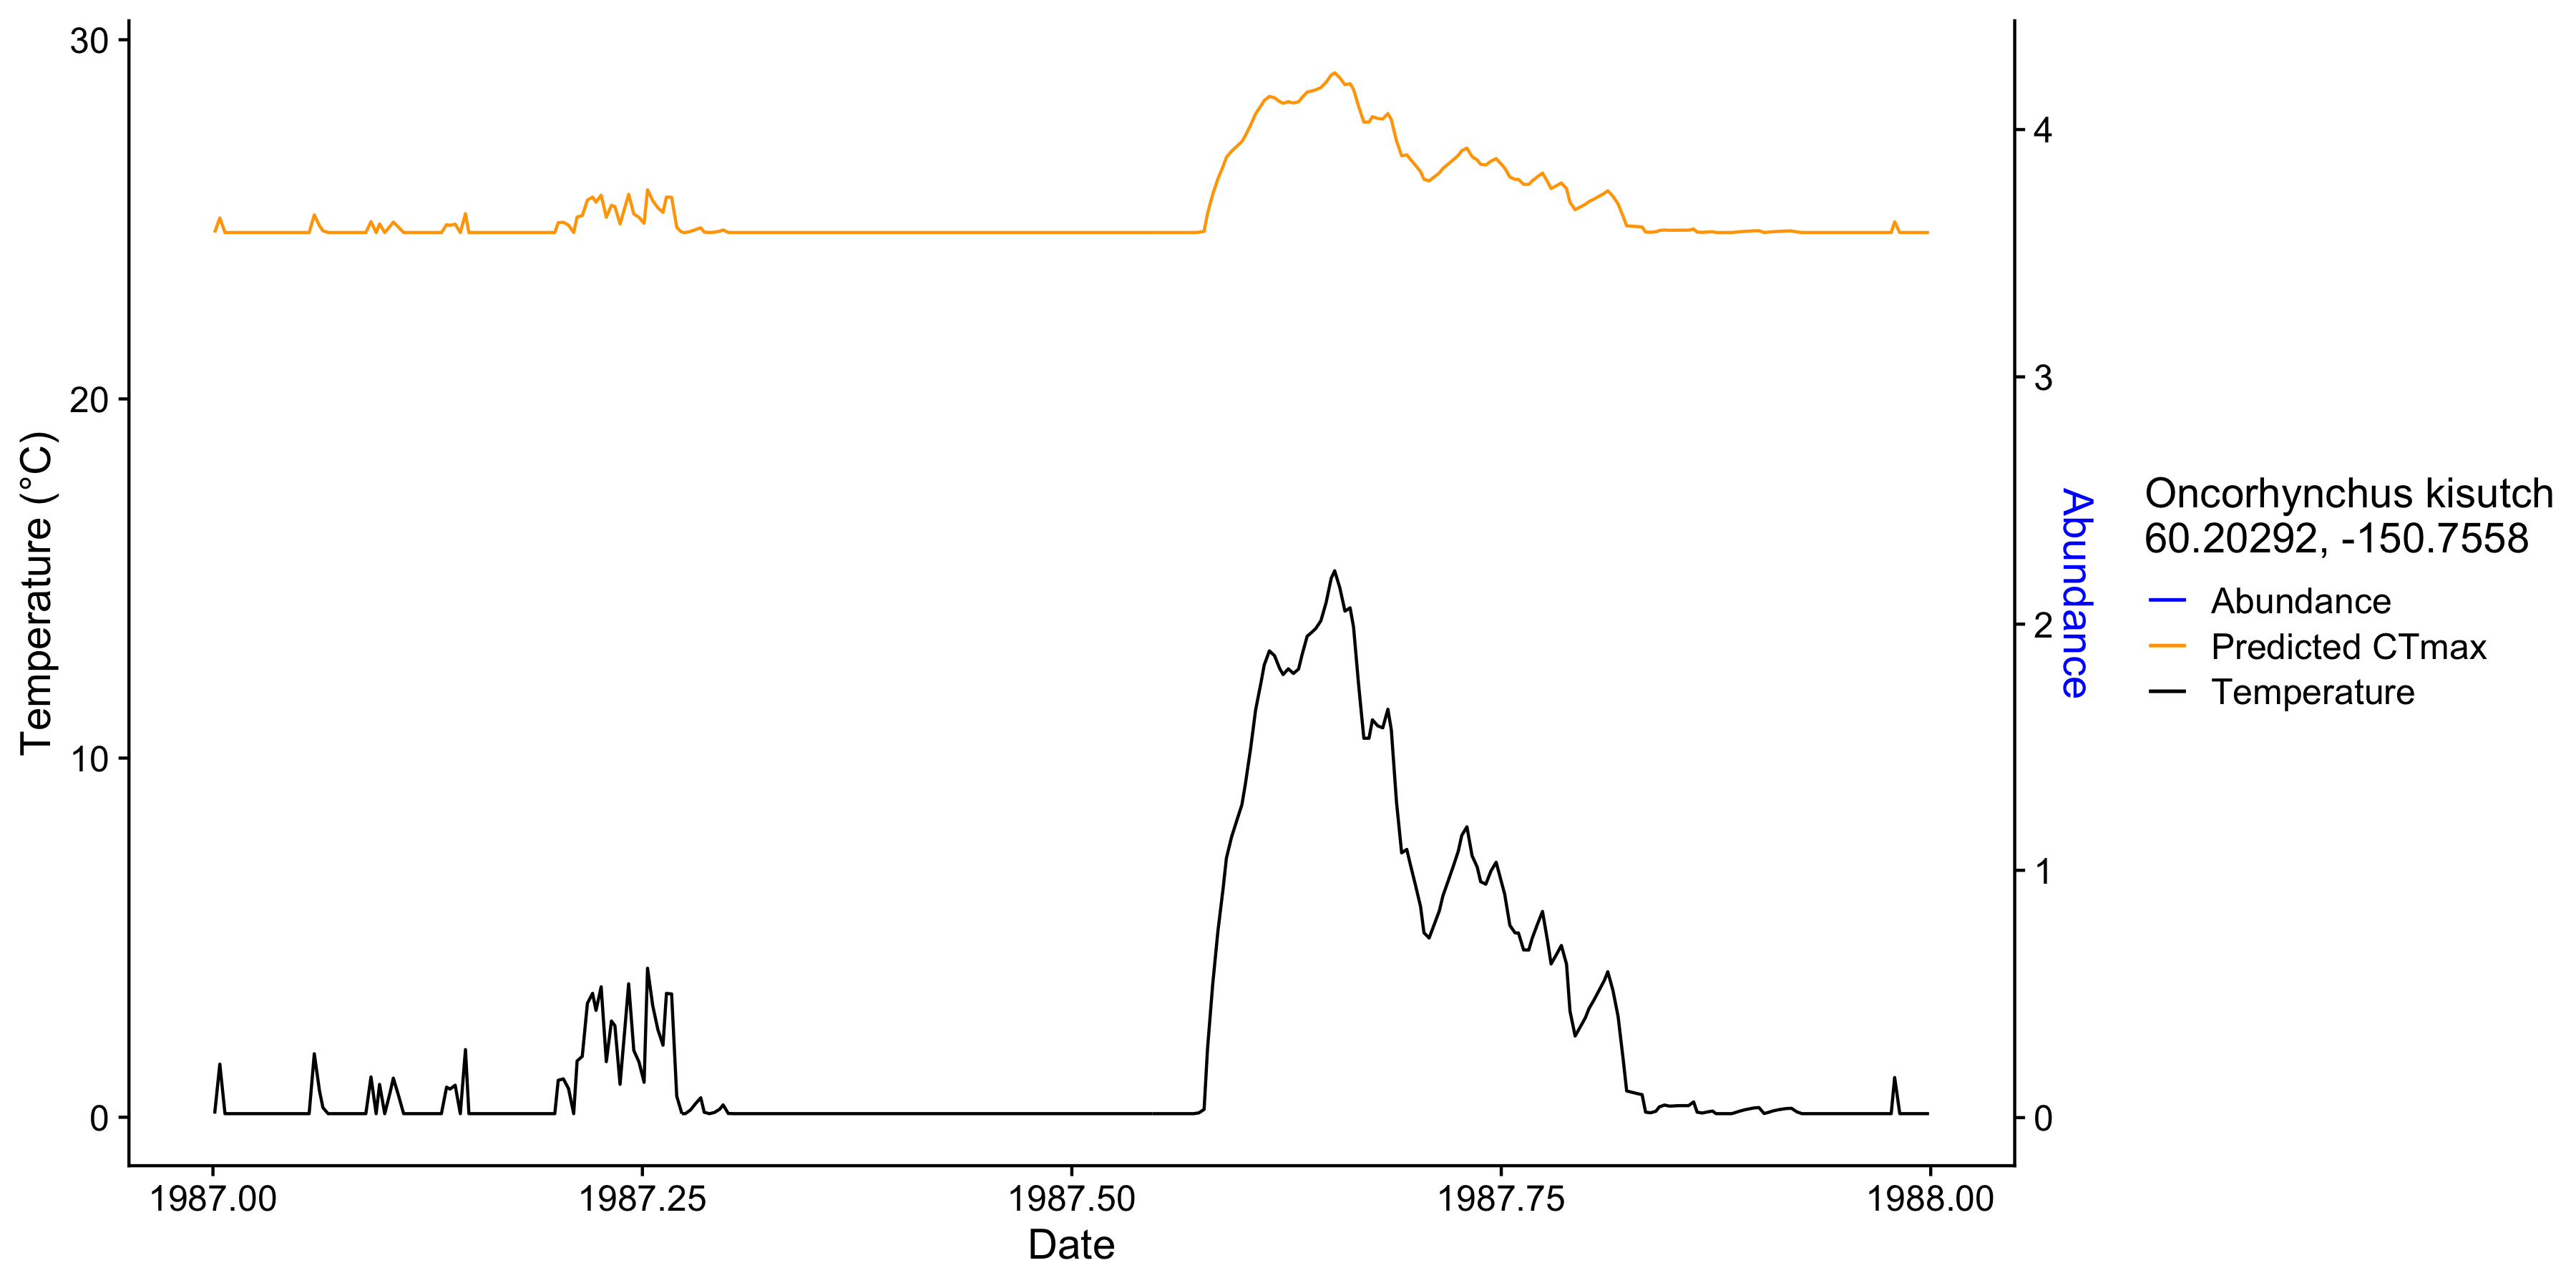 30
20
10
0
Temperature (°C)
1987.00
1987.25
1987.50
1987.75
1988.00
Date
4
3
2
1
0
Abundance
Oncorhynchus kisutch
60.20292, -150.7558
Abundance
Predicted CTmax
Temperature